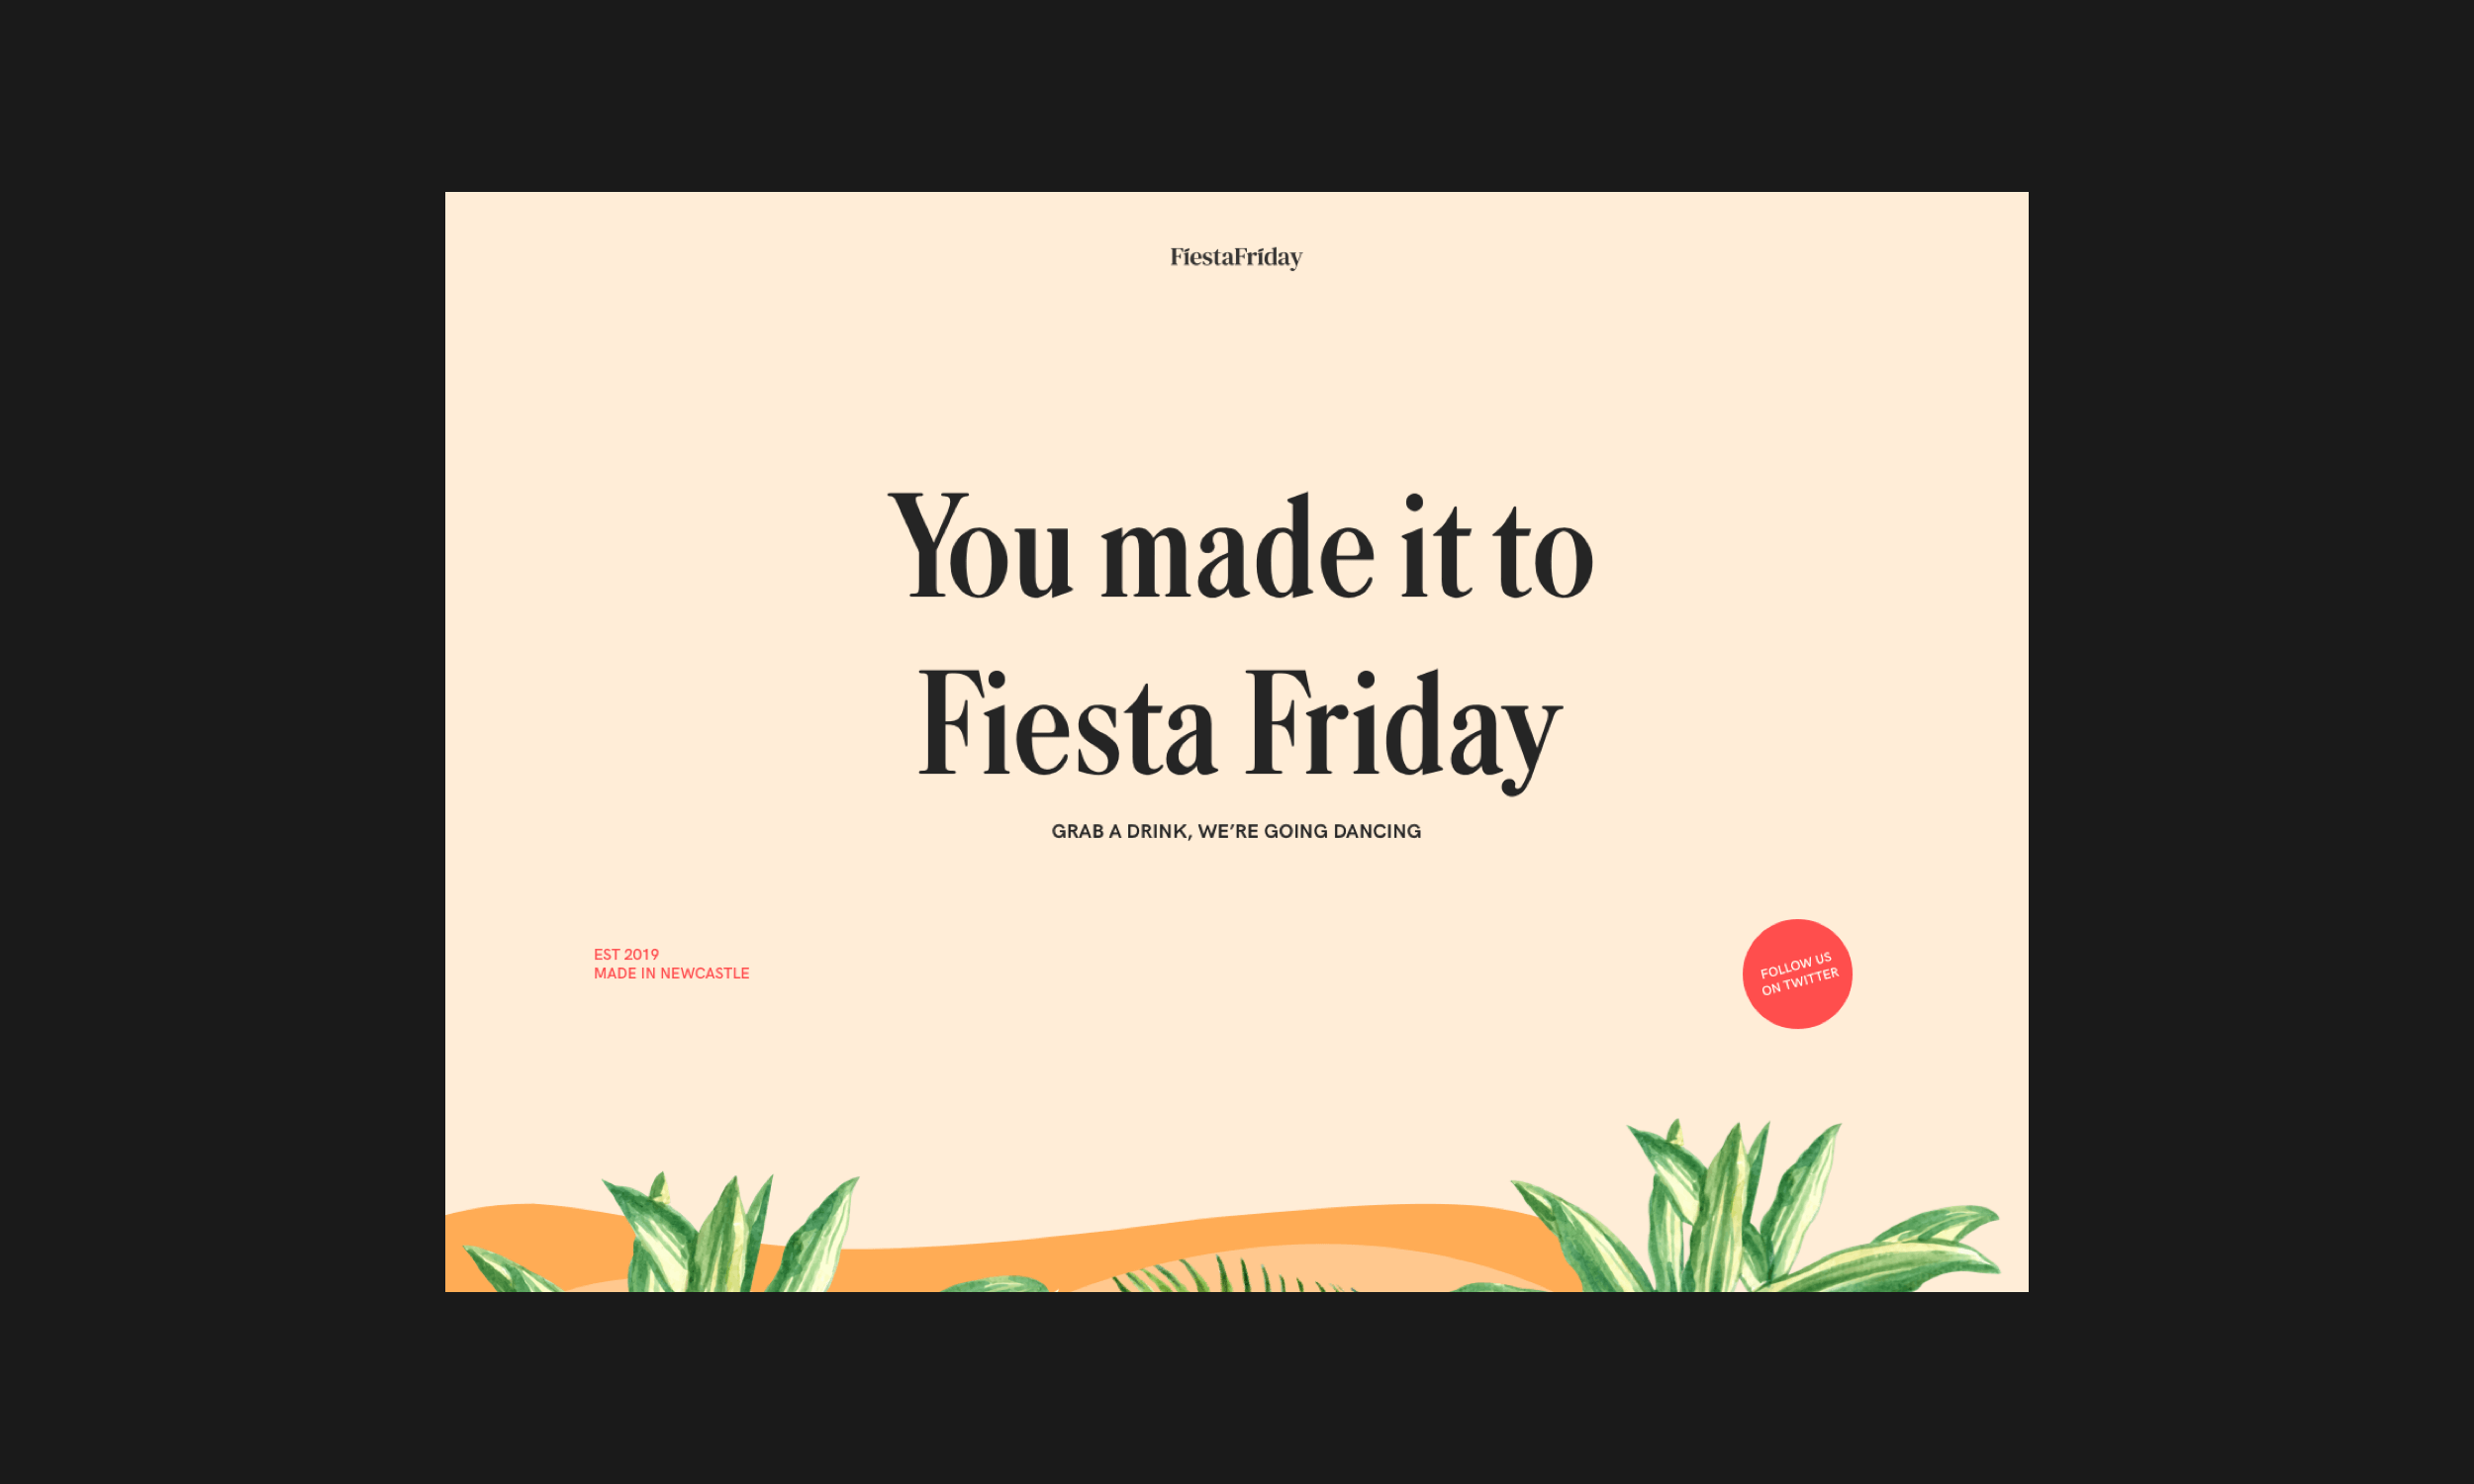 FíestaFríday
You made it to
Fiesta Friday
GRAB A DRINK, WE’RE GOING DANCING
EST 2019
MADE IN NEWCASTLE
FOLLOW US
ON TWITTER